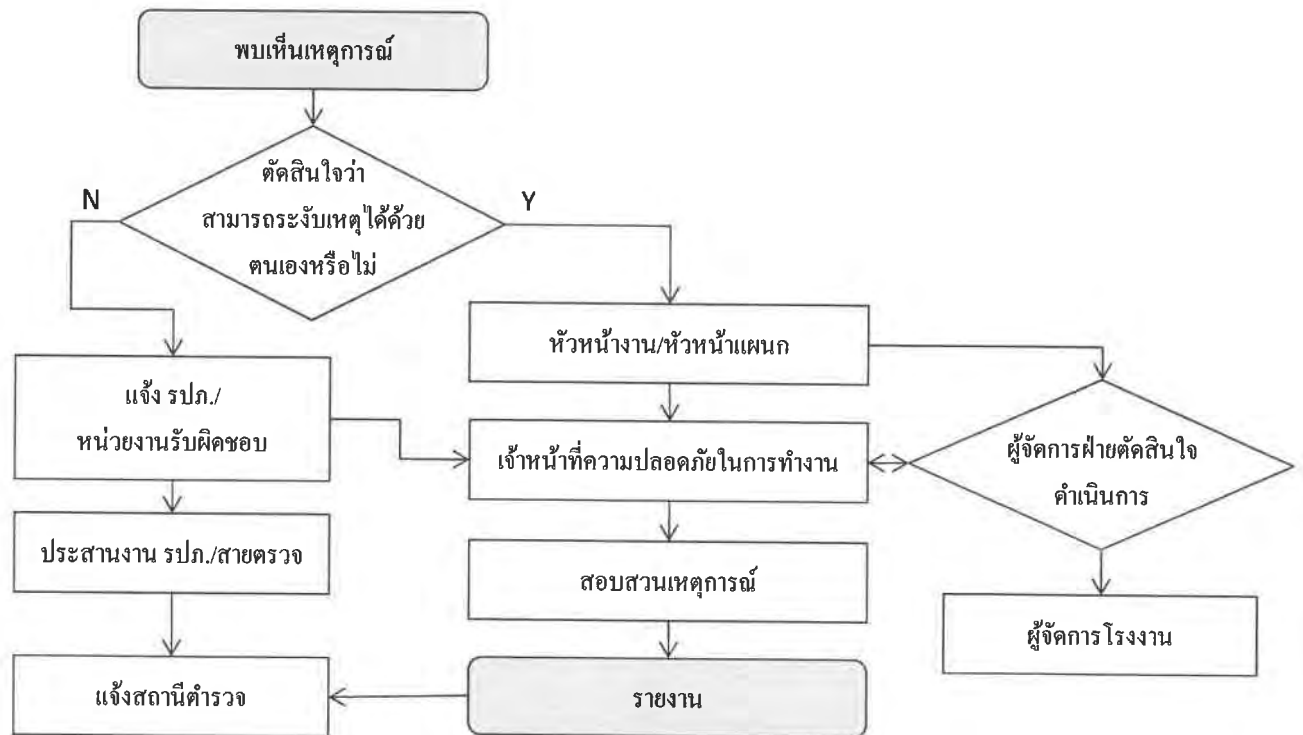 พบเห็นเหตุการณ์
ตัดสินใจว่า
สามารถระงับเหตุได้ด้วย
ตนเองหรือไม่
N
Y
หัวหน้างาน/หัวหน้าแผนก
แจ้ง รปภ./
หน่วยงานรับผิดชอบ
เจ้าหน้าที่ความปลอดภัยในการทำงาน
ผู้จัดการฝ่ายตัดสินใจ
ดำเนินการ
ประสานงาน รปภ./สายตรวจ
สอบสวนเหตุการณ์
ผู้จัดการโรงงาน
แจ้งสถานีตำรวจ
รายงาน